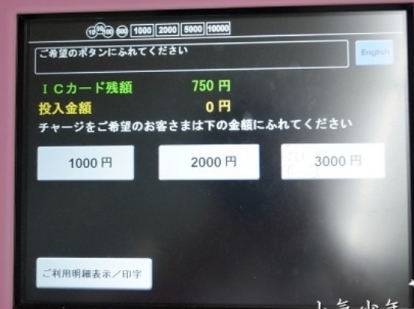 10 50 100 500 1000 2000 5000 10000
ご希望のボタンにふれてください
English
ICカード残額 750 円
投入金額 0 円
チャージをご希望のお客さまは下の金額にふれてください
1000 円 2000 円 3000 円
ご利用明細表示/印字